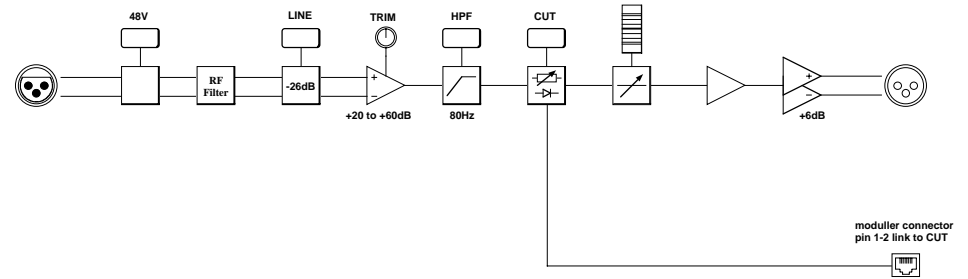 48V
LINE
TRIM
HPF
CUT
RF
Filter
-26dB
+
−
+20 to +60dB
80Hz
+
−
+6dB
moduller connector
pin 1-2 link to CUT